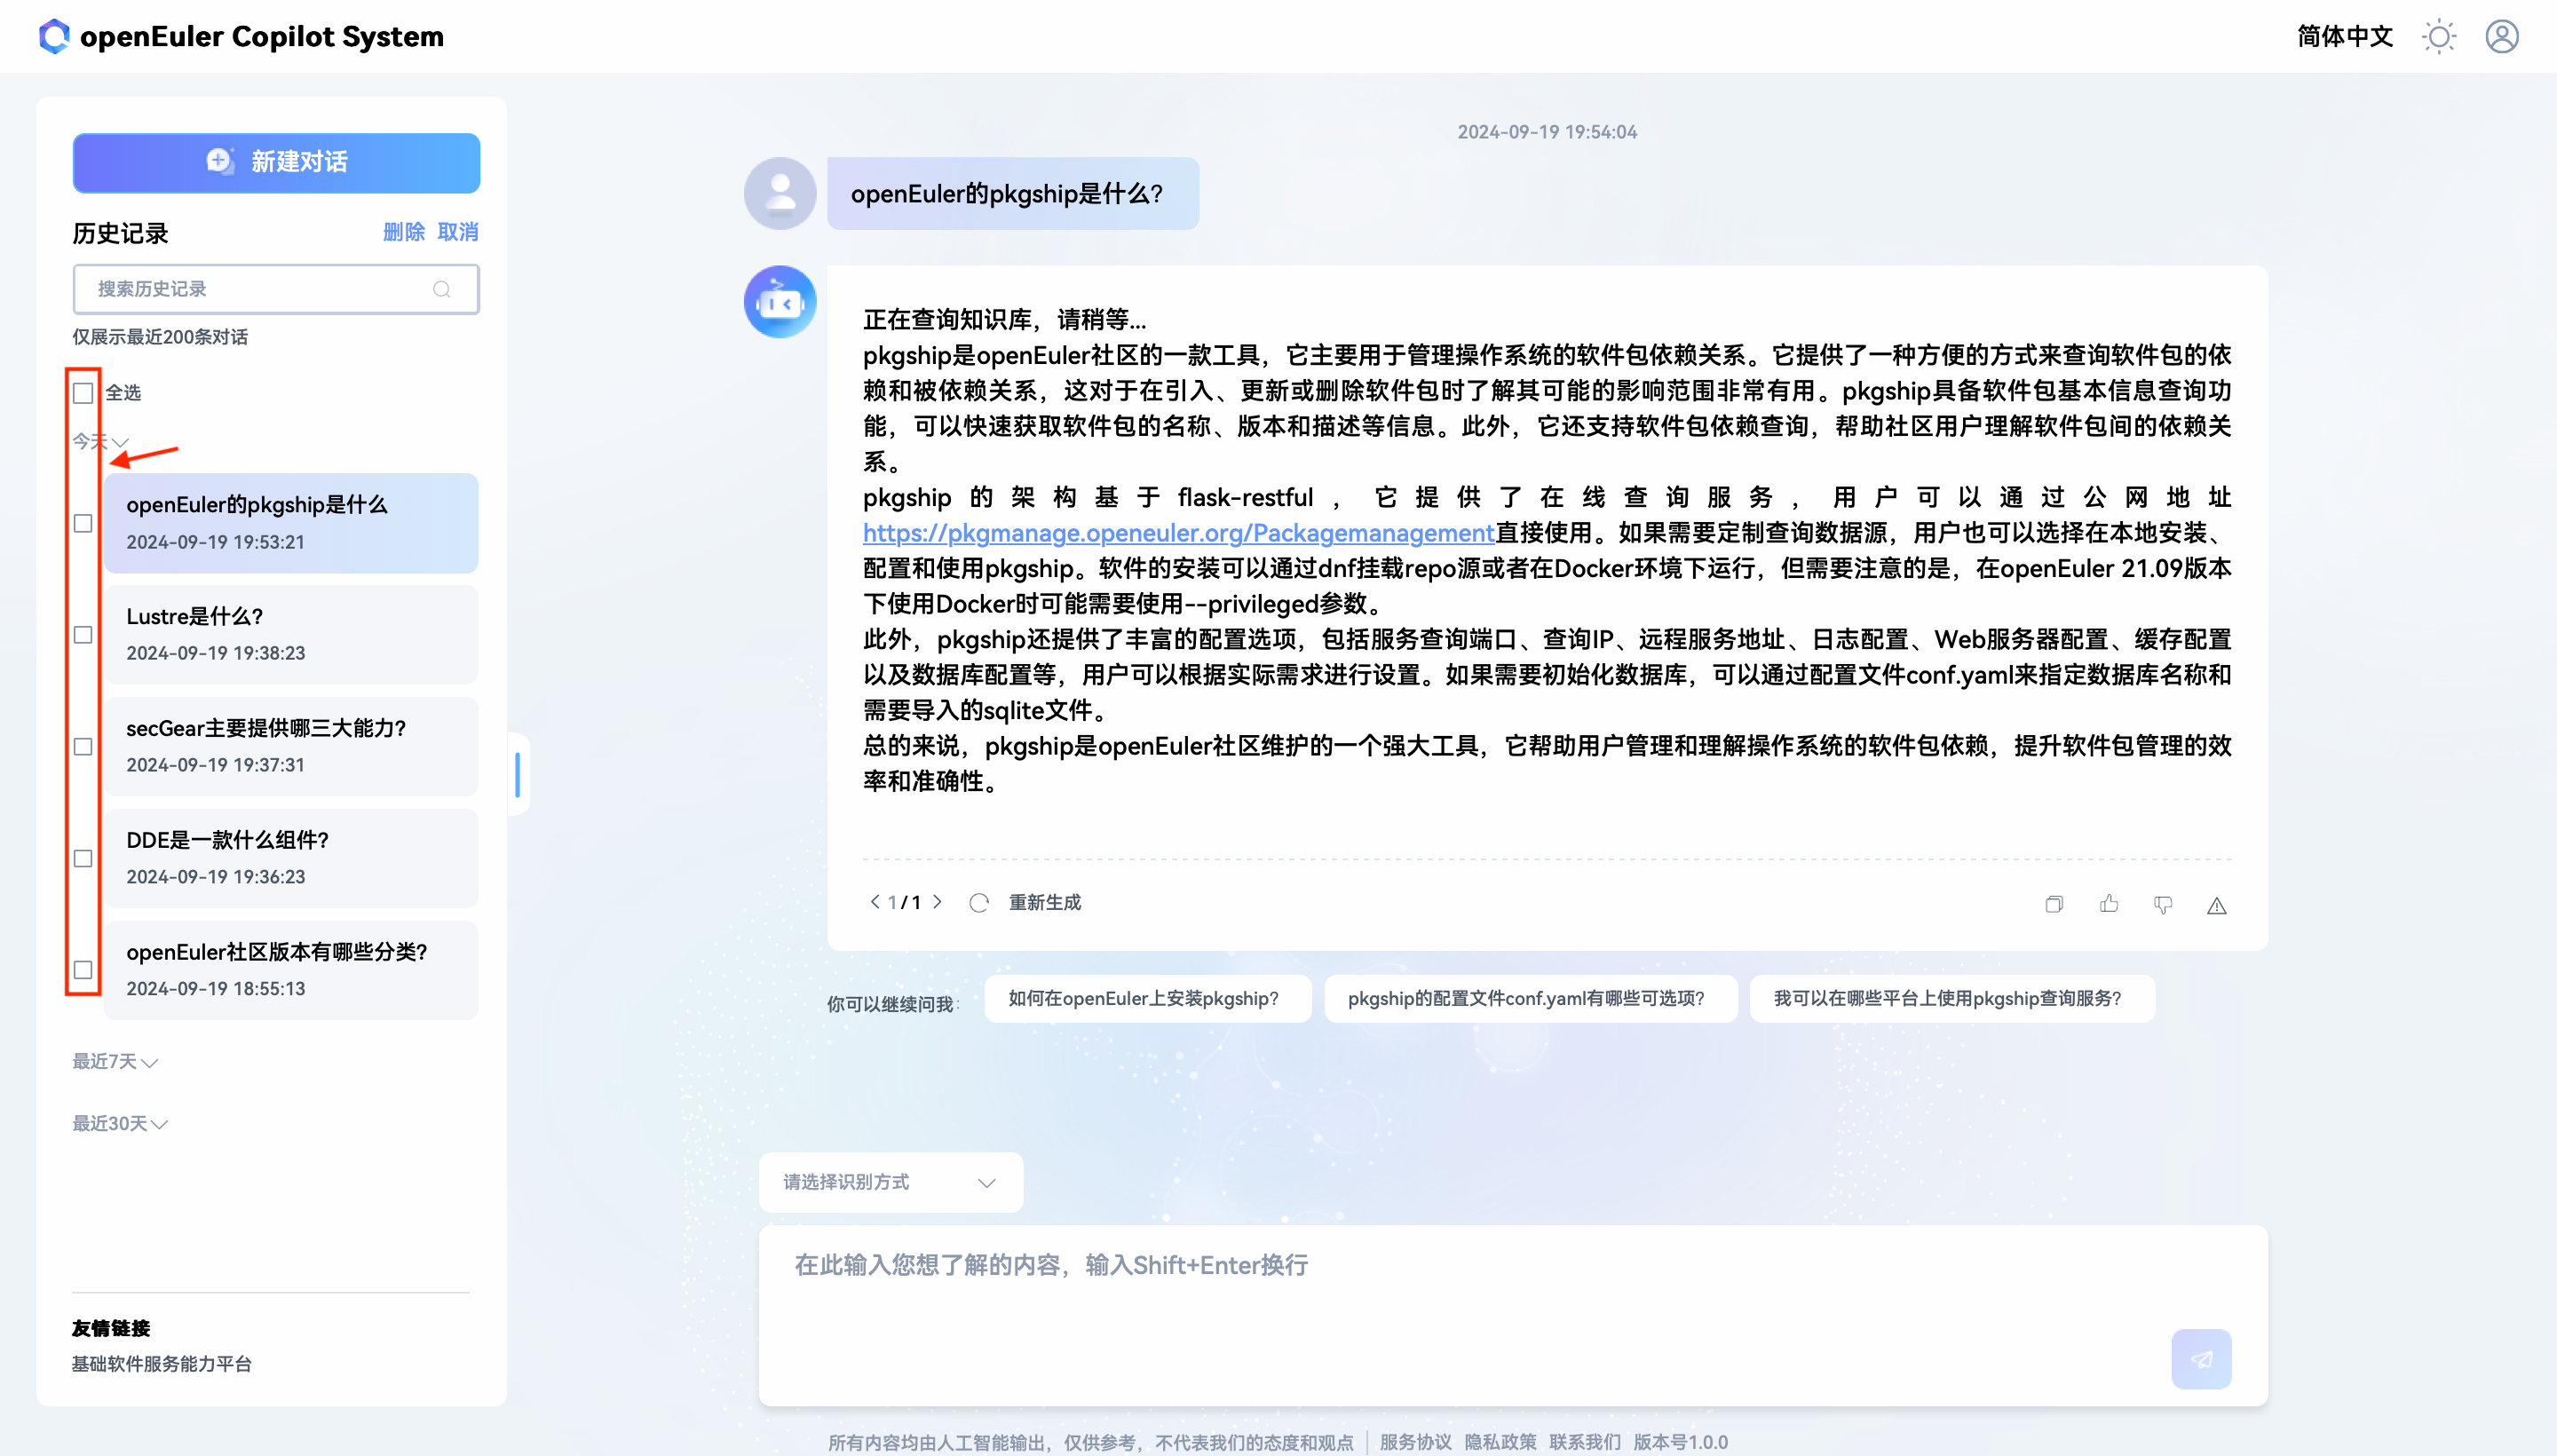 openEuler Copilot System
简体中文
新建对话
历史记录
删除 取消
搜索历史记录
仅展示最近200条对话
全选
今天
openEuler的pkgship是什么
2024-09-19 19:53:21
Lustre是什么?
2024-09-19 19:38:23
secGear主要提供哪三大能力?
2024-09-19 19:37:31
DDE是一款什么组件?
2024-09-19 19:36:23
openEuler社区版本有哪些分类?
2024-09-19 18:55:13
最近7天
最近30天
友情链接
基础软件服务能力平台
2024-09-19 19:54:04
openEuler的pkgship是什么?
正在查询知识库，请稍等...
pkgship是openEuler社区的一款工具，它主要用于管理操作系统的软件包依赖关系。它提供了一种方便的方式来查询软件包的依
赖和被依赖关系，这对于在引入、更新或删除软件包时了解其可能的影响范围非常有用。pkgship具备软件包基本信息查询功
能，可以快速获取软件包的名称、版本和描述等信息。此外，它还支持软件包依赖查询，帮助社区用户理解软件包间的依赖关
系。
pkgship的架构基于flask-restful，它提供了在线查询服务，用户可以通过公网地址
https://pkgmanage.openeuler.org/Packagemanagement直接使用。如果需要定制查询数据源，用户也可以选择在本地安装、
配置和使用pkgship。软件的安装可以通过dnf挂载repo源或者在Docker环境下运行，但需要注意的是，在openEuler 21.09版本
下使用Docker时可能需要使用--privileged参数。
此外，pkgship还提供了丰富的配置选项，包括服务查询端口、查询IP、远程服务地址、日志配置、Web服务器配置、缓存配置
以及数据库配置等，用户可以根据实际需求进行设置。如果需要初始化数据库，可以通过配置文件conf.yaml来指定数据库名称和
需要导入的sqlite文件。
总的来说，pkgship是openEuler社区维护的一个强大工具，它帮助用户管理和理解操作系统的软件包依赖，提升软件包管理的效
率和准确性。
1/1 重新生成
你可以继续问我: 如何在openEuler上安装pkgship? pkgship的配置文件conf.yaml有哪些可选项? 我可以在哪些平台上使用pkgship查询服务?
请选择识别方式
在此输入您想了解的内容，输入Shift+Enter换行
所有内容均由人工智能输出，仅供参考，不代表我们的态度和观点 | 服务协议 隐私政策 联系我们 版本号1.0.0